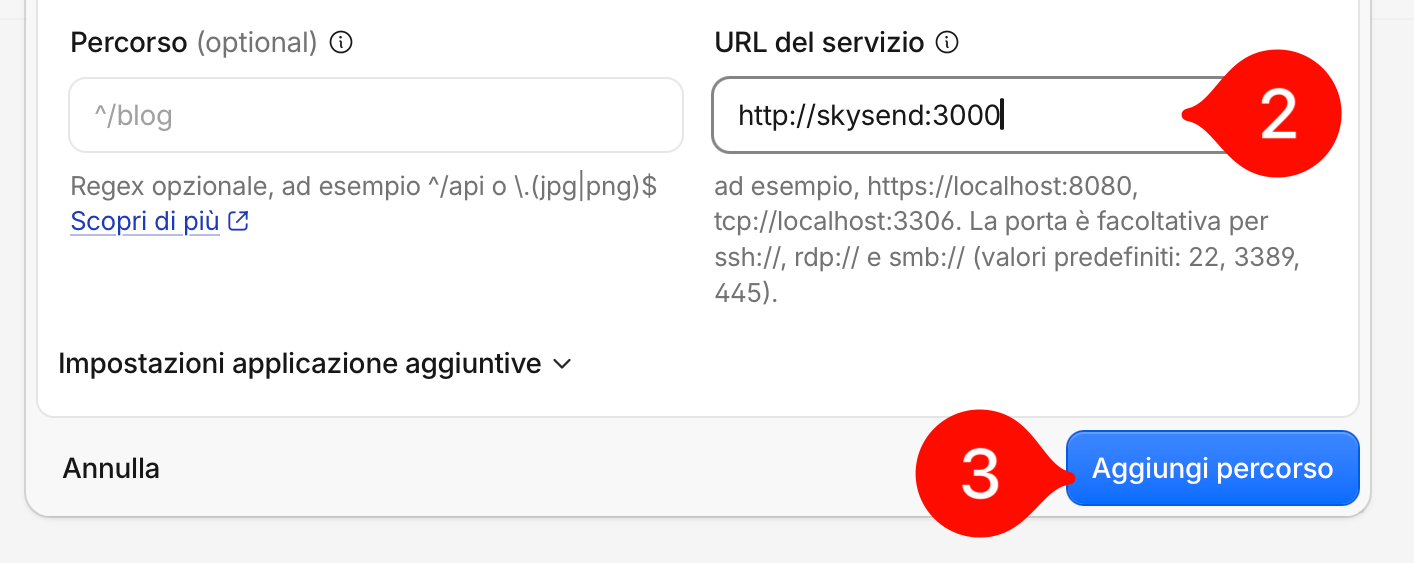 Percorso (optional)
URL del servizio
^/blog
http://skysend:3000
2
Regex opzionale, ad esempio ^/api o \.(jpg|png)$
Scopri di più
ad esempio, https://localhost:8080,
tcp://localhost:3306. La porta è facoltativa per
ssh://, rdp:// e smb:// (valori predefiniti: 22, 3389,
445).
Impostazioni applicazione aggiuntive
Annulla
3
Aggiungi percorso